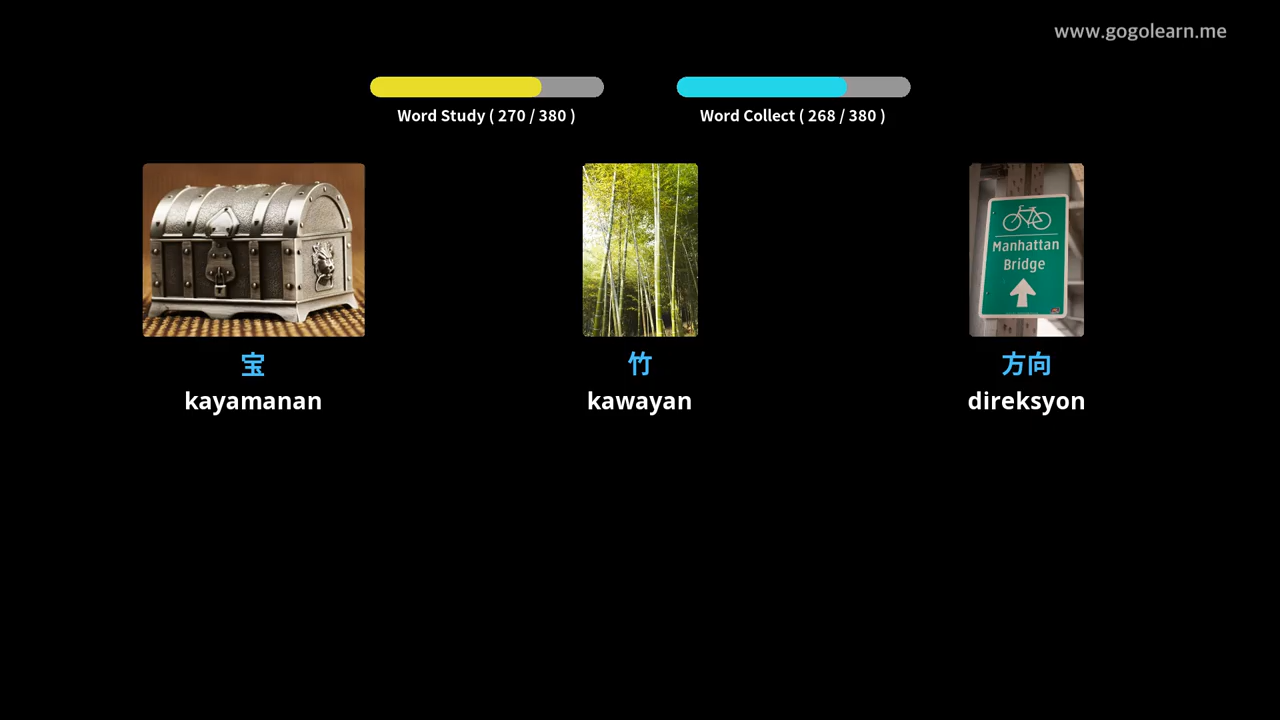 www.gogolearn.me
Word Study ( 270 / 380 )
Word Collect ( 268 / 380 )
Manhattan
Bridge
宝
kayamanan
竹
kawayan
方向
direksyon